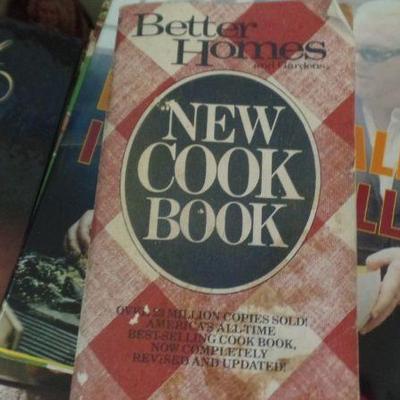 Better
Homes
and Gardens
NEW
COOK
BOOK
MILLION COPIES SOLD!
AMERICA'S ALL-TIME
BEST-SELLING COOK BOOK,
NOW COMPLETELY
REVISED AND UPDATED!